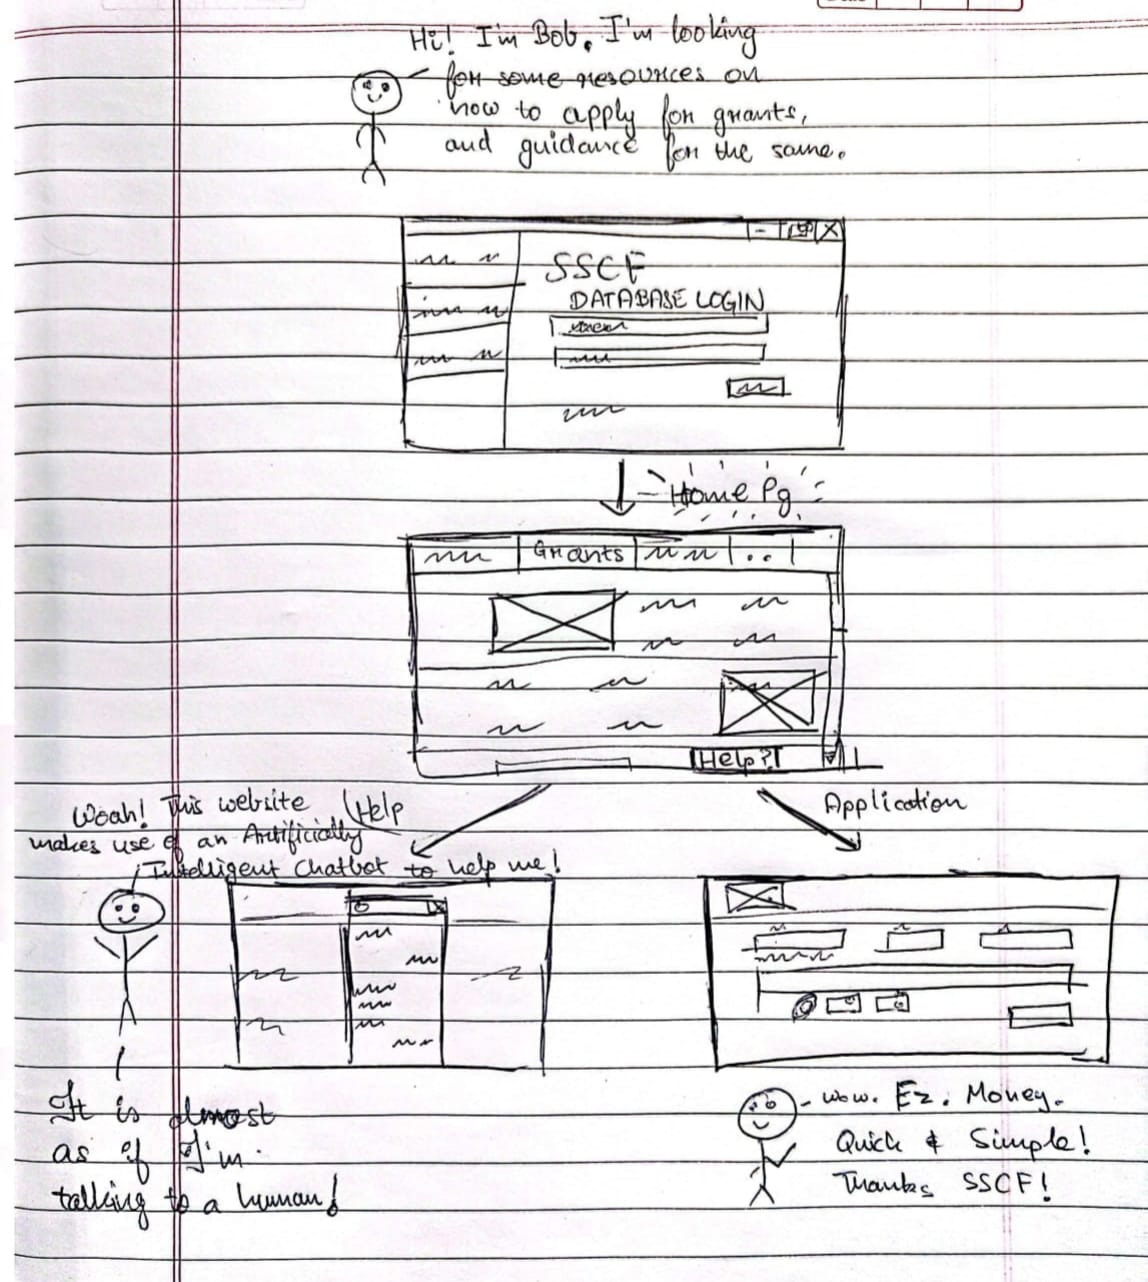 Hi! I'm Bob. I'm looking
for some resources on
how to apply for grants,
and guidance for the same.
SSCF
DATABASE LOGIN
Home Pg
Grants
..
Help?
Help
Application
Woah! This website
makes use of an Artificially
Intelligent Chatbot to help me!
It is almost
as if I'm
talking to a human!
Wow. Ez. Money.
Quick & Simple!
Thanks SSCF!